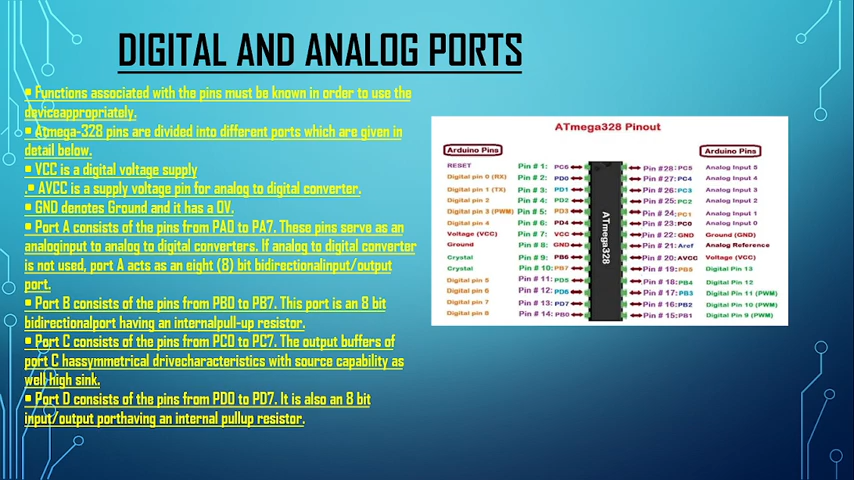 DIGITAL AND ANALOG PORTS
▪ Functions associated with the pins must be known in order to use the
deviceappropriately.
▪ Atmega-328 pins are divided into different ports which are given in
detail below.
▪ VCC is a digital voltage supply
.▪ AVCC is a supply voltage pin for analog to digital converter.
▪ GND denotes Ground and it has a 0V.
▪ Port A consists of the pins from PA0 to PA7. These pins serve as an
analoginput to analog to digital converters. If analog to digital converter
is not used, port A acts as an eight (8) bit bidirectionalinput/output
port.
▪ Port B consists of the pins from PB0 to PB7. This port is an 8 bit
bidirectionalport having an internalpull-up resistor.
▪ Port C consists of the pins from PC0 to PC7. The output buffers of
port C hassymmetrical drivecharacteristics with source capability as
well high sink.
▪ Port D consists of the pins from PD0 to PD7. It is also an 8 bit
input/output porthaving an internal pullup resistor.
ATmega328 Pinout
Arduino Pins
Arduino Pins
RESET Pin # 1: PC6 Pin #28: PC5 Analog Input 5
Digital pin 0 (RX) Pin # 2: PD0 Pin #27: PC4 Analog Input 4
Digital pin 1 (TX) Pin # 3: PD1 Pin #26: PC3 Analog Input 3
Digital pin 2 Pin # 4: PD2 Pin #25: PC2 Analog Input 2
Digital pin 3 (PWM) Pin # 5: PD3 Pin #24: PC1 Analog Input 1
Digital pin 4 Pin # 6: PD4 Pin #23: PC0 Analog Input 0
Voltage (VCC) Pin # 7: VCC Pin #22: GND Ground (GND)
Ground Pin # 8: GND Pin #21: Aref Analog Reference
Crystal Pin # 9: PB6 Pin #20: AVCC Voltage (VCC)
Crystal Pin # 10: PB7 Pin #19: PB5 Digital Pin 13
Digital pin 5 Pin # 11: PD5 Pin #18: PB4 Digital Pin 12
Digital pin 6 Pin # 12: PD6 Pin #17: PB3 Digital Pin 11 (PWM)
Digital pin 7 Pin # 13: PD7 Pin #16: PB2 Digital Pin 10 (PWM)
Digital pin 8 Pin # 14: PB0 Pin #15: PB1 Digital Pin 9 (PWM)
ATmega328